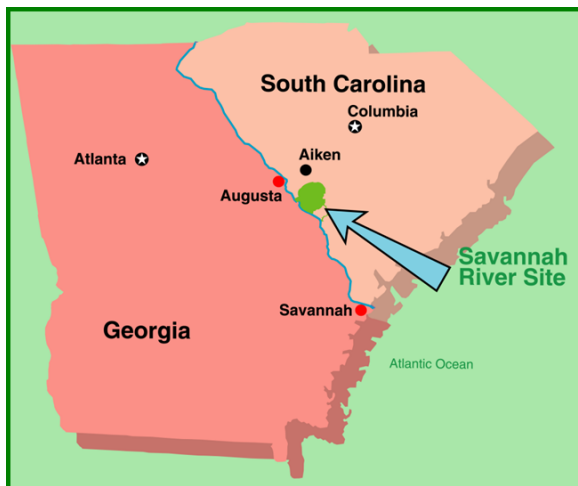 South Carolina
Columbia
Atlanta
Aiken
Augusta
Savannah
River Site
Savannah
Georgia
Atlantic Ocean